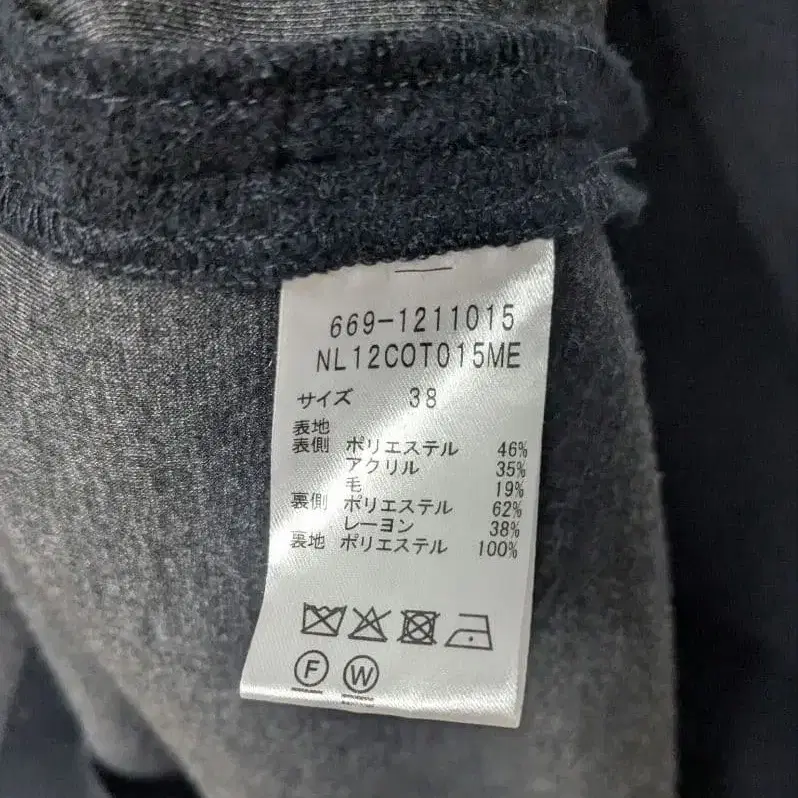 669-1211015
NL12COT015ME
サイズ 38
表地
表側 ポリエステル 46%
アクリル 35%
毛 19%
裏側 ポリエステル 62%
レーヨン 38%
裏地 ポリエステル 100%
F W